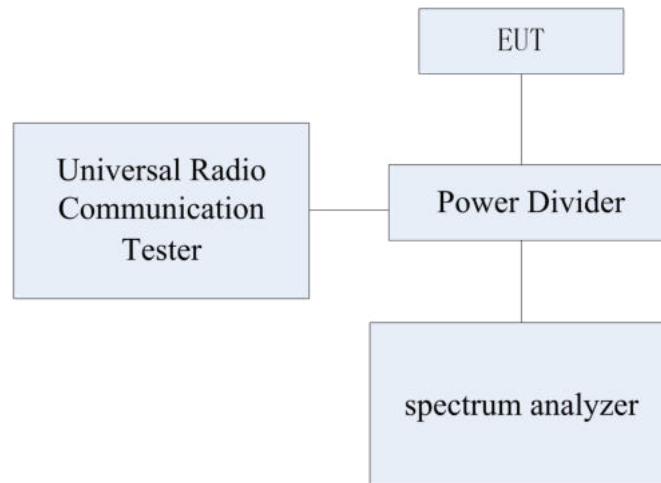 EUT
Universal Radio
Communication
Tester
Power Divider
spectrum analyzer